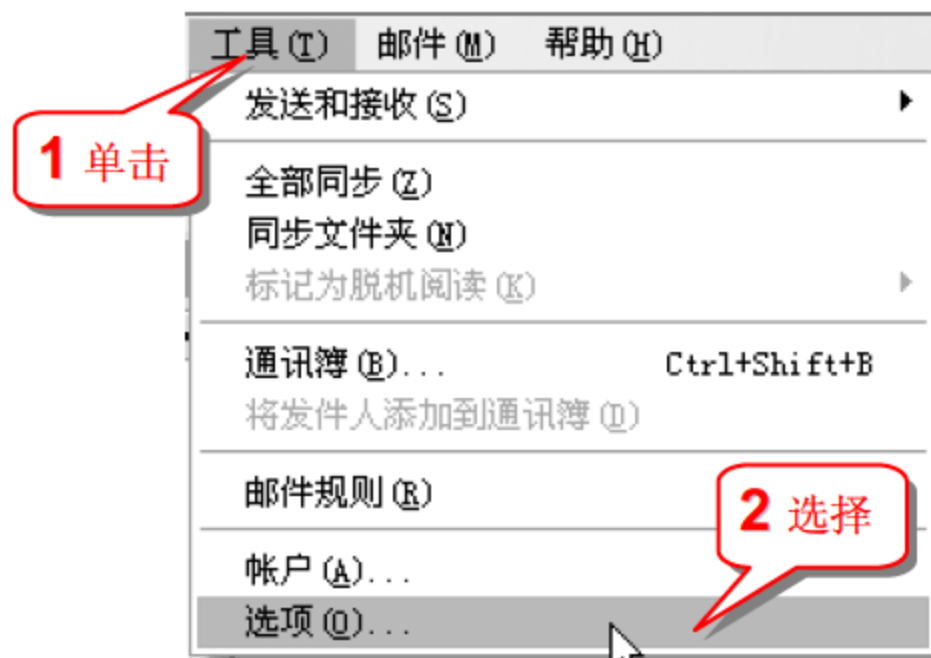 工具(T) 邮件(M) 帮助(H)
发送和接收(S)
1 单击
全部同步(Z)
同步文件夹(N)
标记为脱机阅读(K)
通讯簿(B)... Ctrl+Shift+B
将发件人添加到通讯簿(D)
邮件规则(R)
2 选择
帐户(A)...
选项(O)...